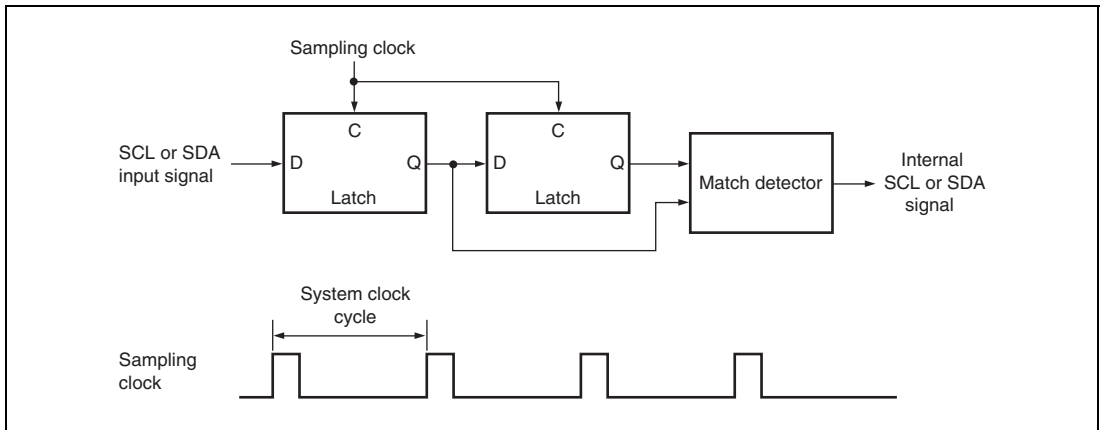 Sampling clock
SCL or SDA
input signal
C
D
Q
Latch
C
D
Q
Latch
Match detector
Internal
SCL or SDA
signal
System clock
cycle
Sampling
clock